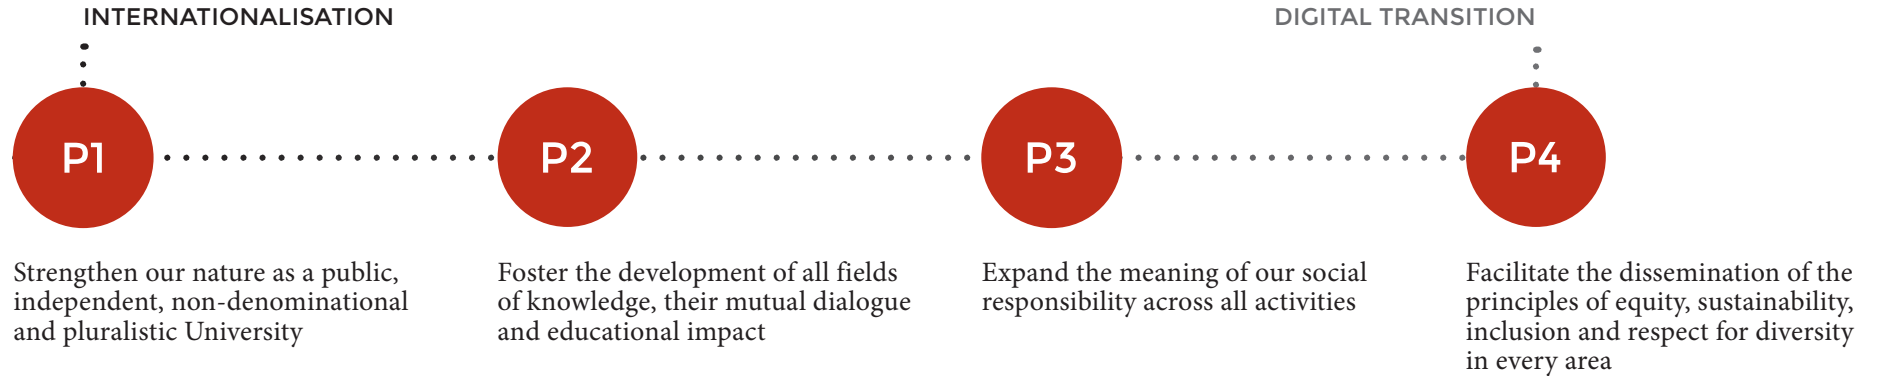 INTERNATIONALISATION
DIGITAL TRANSITION
P1
P2
P3
P4
Strengthen our nature as a public,
independent, non-denominational
and pluralistic University
Foster the development of all fields
of knowledge, their mutual dialogue
and educational impact
Expand the meaning of our social
responsibility across all activities
Facilitate the dissemination of the
principles of equity, sustainability,
inclusion and respect for diversity
in every area